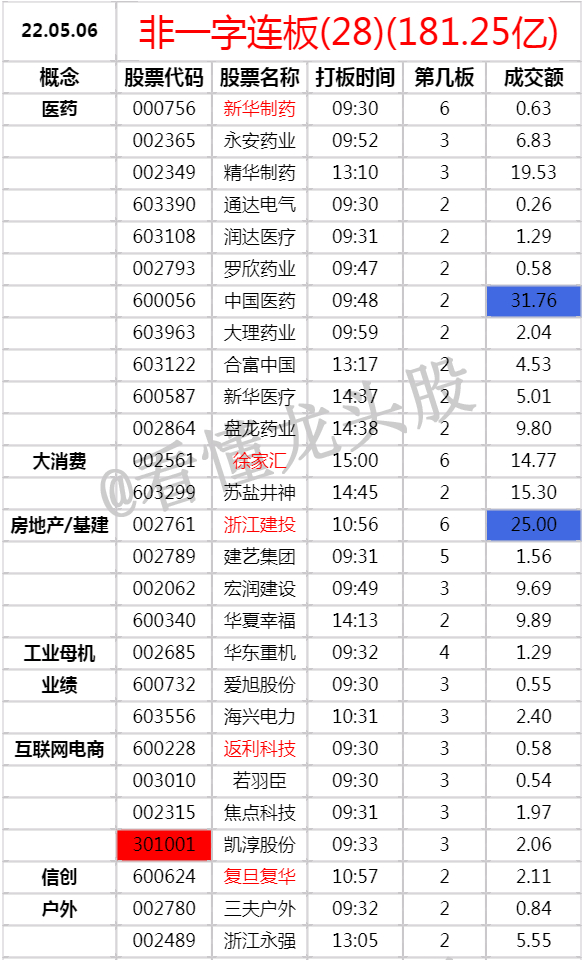 22.05.06 非一字连板(28)(181.25亿)
概念 股票代码 股票名称 打板时间 第几板 成交额
医药 000756 新华制药 09:30 6 0.63
002365 永安药业 09:52 3 6.83
002349 精华制药 13:10 3 19.53
603390 通达电气 09:30 2 0.26
603108 润达医疗 09:31 2 1.29
002793 罗欣药业 09:47 2 0.58
600056 中国医药 09:48 2 31.76
603963 大理药业 09:59 2 2.04
603122 合富中国 13:17 2 4.53
600587 新华医疗 14:37 2 5.01
002864 盘龙药业 14:38 2 9.80
大消费 002561 徐家汇 15:00 6 14.77
603299 苏盐井神 14:45 2 15.30
房地产/基建 002761 浙江建投 10:56 6 25.00
002789 建艺集团 09:31 5 1.56
002062 宏润建设 09:49 3 9.69
600340 华夏幸福 14:13 2 9.89
工业母机 002685 华东重机 09:32 4 1.29
业绩 600732 爱旭股份 09:30 3 0.55
603556 海兴电力 10:31 3 2.40
互联网电商 600228 返利科技 09:30 3 0.58
003010 若羽臣 09:30 3 0.54
002315 焦点科技 09:31 3 1.97
301001 凯淳股份 09:33 3 2.06
信创 600624 复旦复华 10:57 2 2.11
户外 002780 三夫户外 09:32 2 0.84
002489 浙江永强 13:05 2 5.55
@看懂龙头股